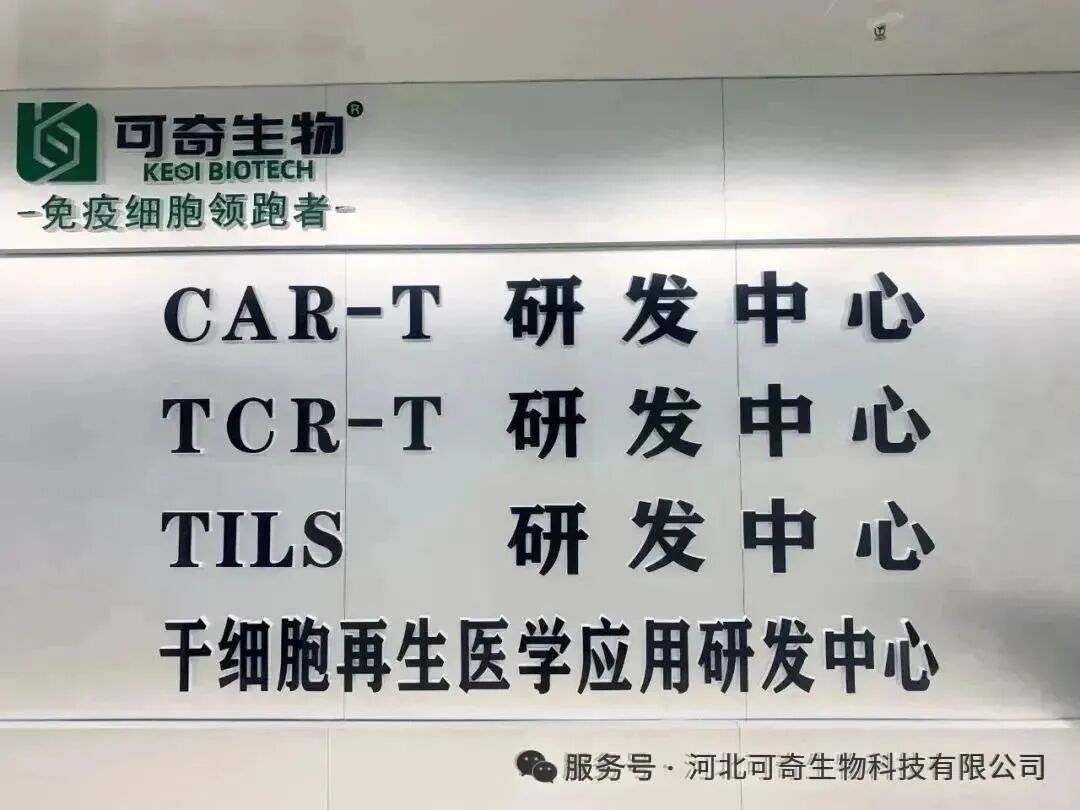 可奇生物®
KEQI BIOTECH
-免疫细胞领跑者-
CAR-T 研发中心
TCR-T 研发中心
TILS 研发中心
干细胞再生医学应用研发中心
服务号·河北可奇生物科技有限公司